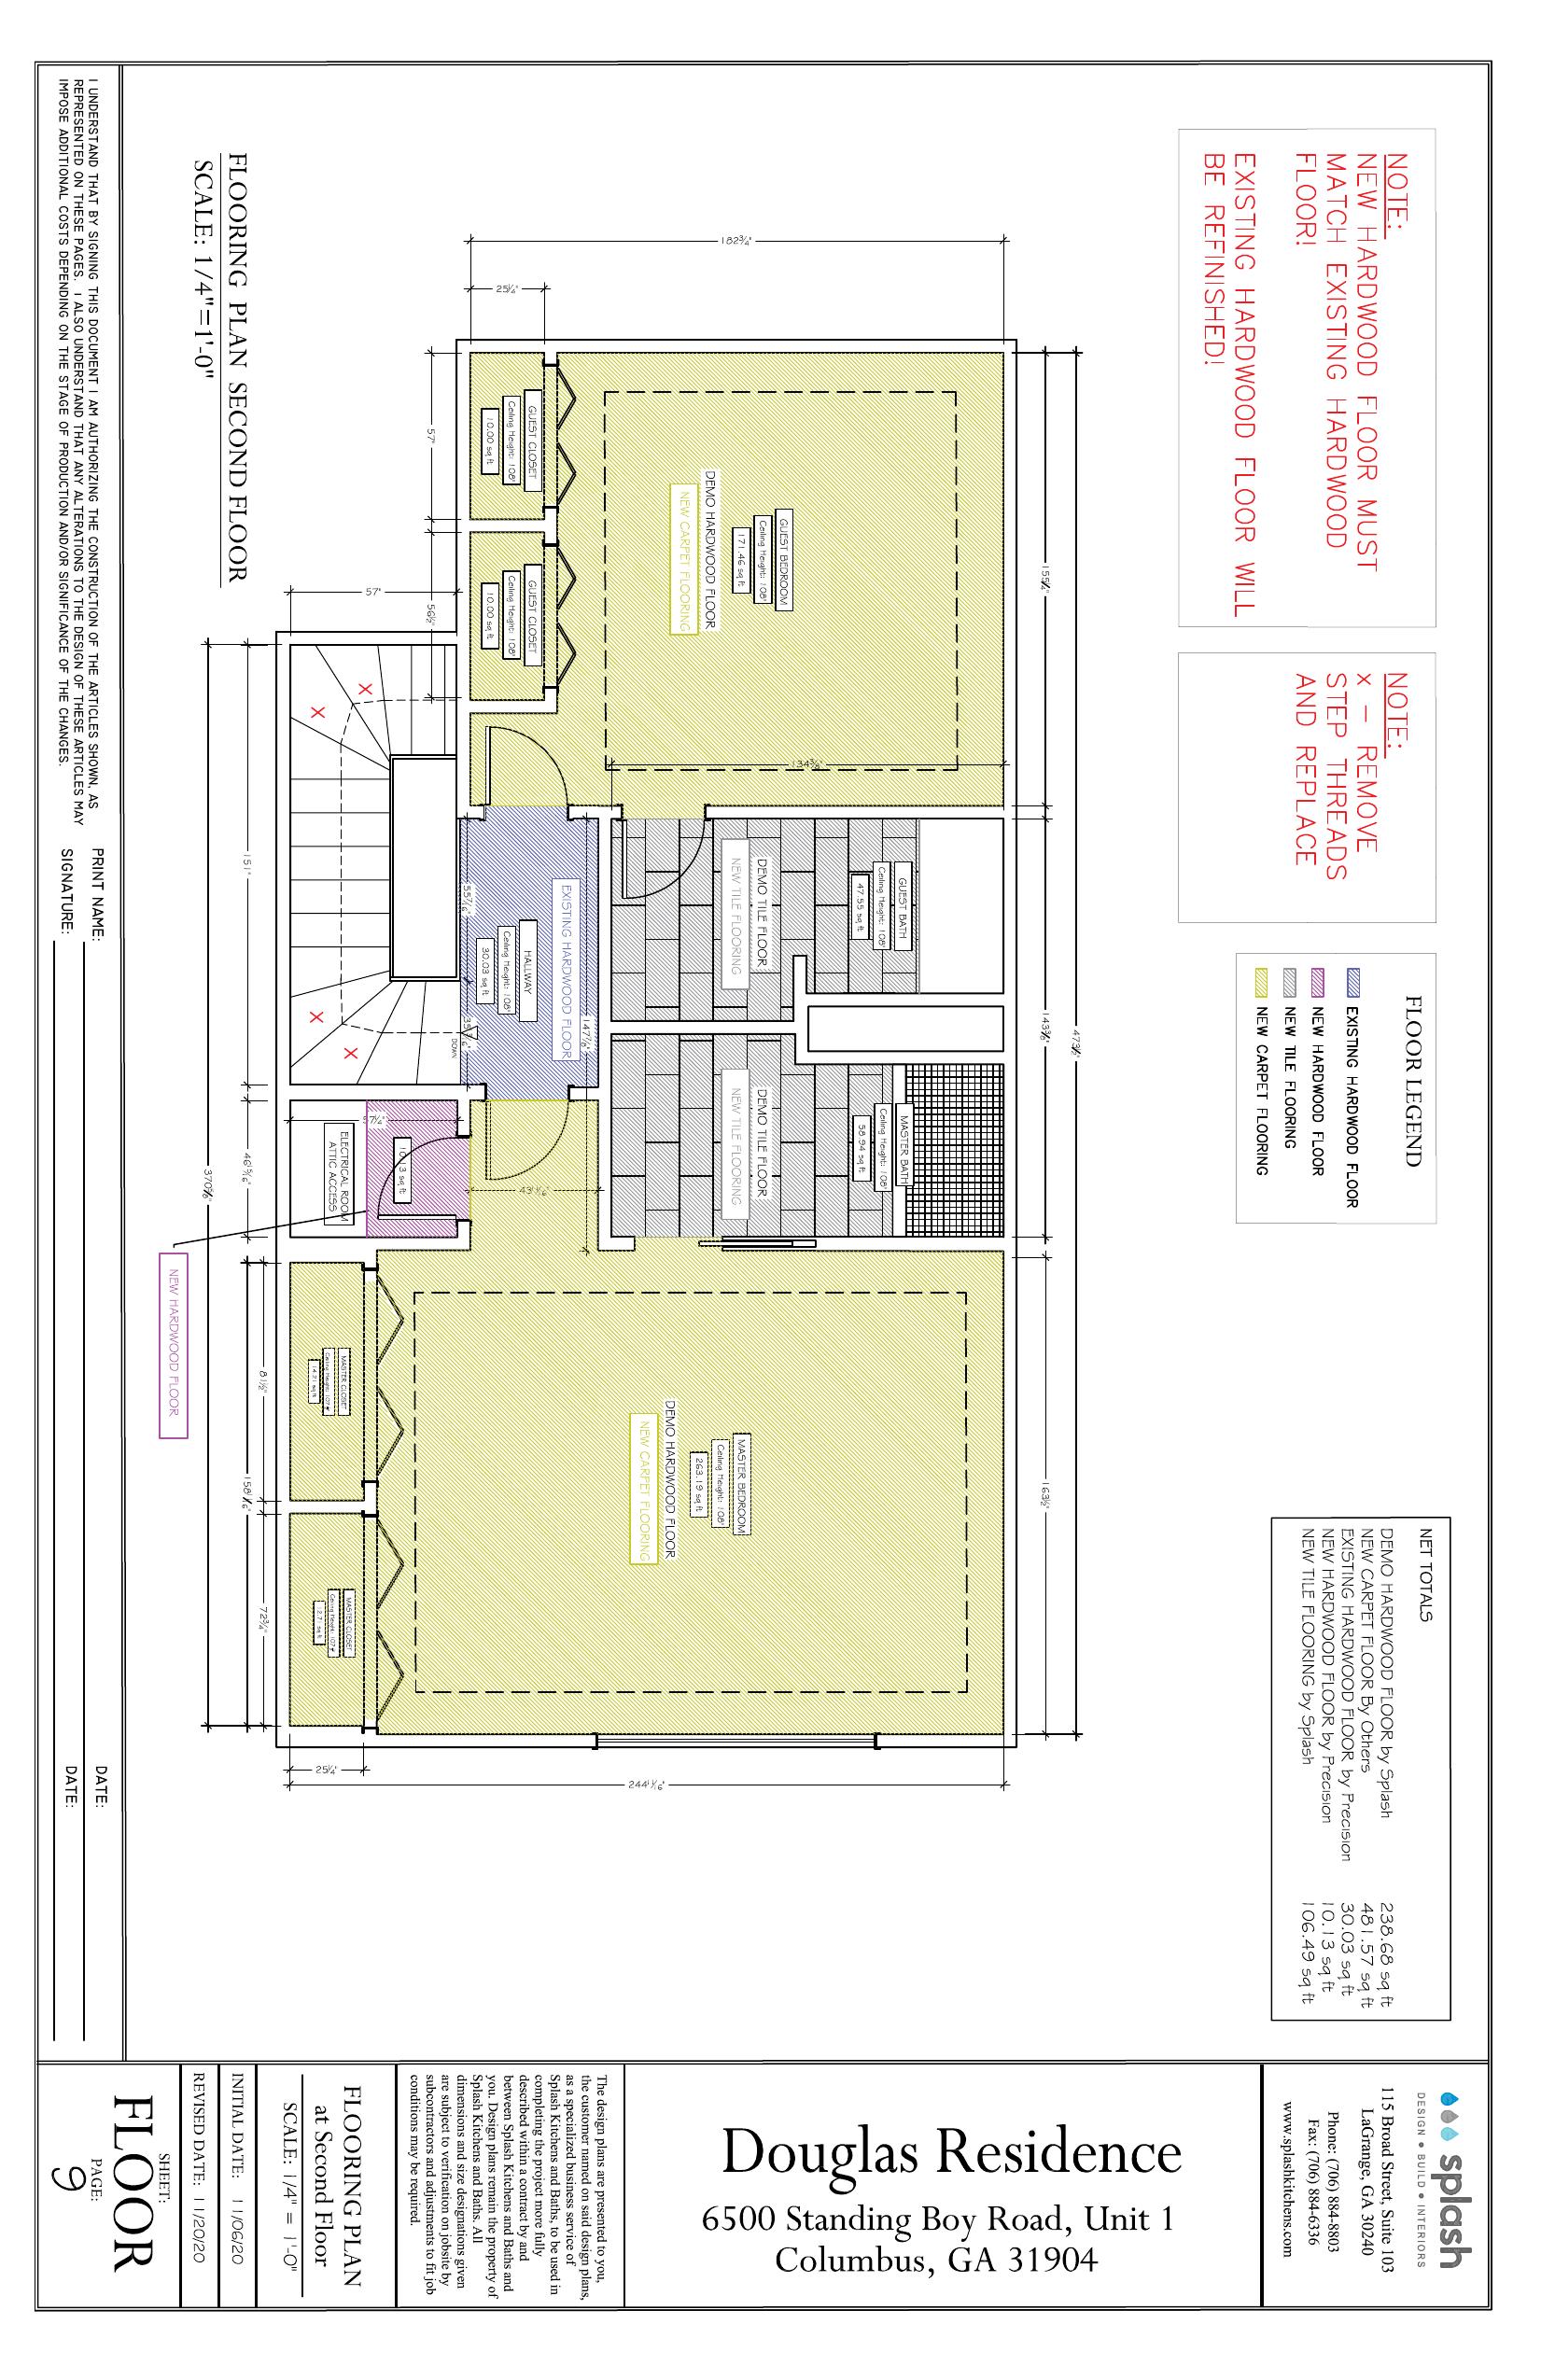 NOTE:
NEW HARDWOOD FLOOR MUST
MATCH EXISTING HARDWOOD
FLOOR!
EXISTING HARDWOOD FLOOR WILL
BE REFINISHED!
NOTE:
X – REMOVE
STEP THREADS
AND REPLACE
FLOOR LEGEND
EXISTING HARDWOOD FLOOR
NEW HARDWOOD FLOOR
NEW TILE FLOORING
NEW CARPET FLOORING
NET TOTALS
DEMO HARDWOOD FLOOR by Splash 238.68 sq ft
NEW CARPET FLOOR By Others 481.57 sq ft
EXISTING HARDWOOD FLOOR by Precision 30.03 sq ft
NEW HARDWOOD FLOOR by Precision 10.13 sq ft
NEW TILE FLOORING by Splash 106.49 sq ft
473½"
155¼"
143⅜"
163½"
182¾"
25¼"
GUEST BEDROOM
Ceiling Height: 108"
171.46 sq ft
DEMO HARDWOOD FLOOR
NEW CARPET FLOORING
134⅜"
GUEST BATH
Ceiling Height: 108"
47.55 sq ft
DEMO TILE FLOOR
NEW TILE FLOORING
MASTER BATH
Ceiling Height: 108"
58.94 sq ft
DEMO TILE FLOOR
NEW TILE FLOORING
MASTER BEDROOM
Ceiling Height: 108"
263.19 sq ft
DEMO HARDWOOD FLOOR
NEW CARPET FLOORING
GUEST CLOSET
Ceiling Height: 108"
10.00 sq ft
GUEST CLOSET
Ceiling Height: 108"
10.00 sq ft
57"
56½"
57"
147⅞"
EXISTING HARDWOOD FLOOR
HALLWAY
Ceiling Height: 108"
30.03 sq ft
DOWN
X
X
X
X
10.13 sq ft
ELECTRICAL ROOM
ATTIC ACCESS
MASTER CLOSET
14.21 sq ft
MASTER CLOSET
12.71 sq ft
81½"
72¾"
25¼"
151"
NEW HARDWOOD FLOOR
FLOORING PLAN SECOND FLOOR
SCALE: 1/4"=1'-0"
I UNDERSTAND THAT BY SIGNING THIS DOCUMENT I AM AUTHORIZING THE CONSTRUCTION OF THE ARTICLES SHOWN, AS
REPRESENTED ON THESE PAGES. I ALSO UNDERSTAND THAT ANY ALTERATIONS TO THE DESIGN OF THESE ARTICLES MAY
IMPOSE ADDITIONAL COSTS DEPENDING ON THE STAGE OF PRODUCTION AND/OR SIGNIFICANCE OF THE CHANGES.
PRINT NAME:
SIGNATURE:
DATE:
DATE:
splash
DESIGN • BUILD • INTERIORS
115 Broad Street, Suite 103
LaGrange, GA 30240
Phone: (706) 884-8803
Fax: (706) 884-6336
www.splashkitchens.com
Douglas Residence
6500 Standing Boy Road, Unit 1
Columbus, GA 31904
The design plans are presented to you,
the customer named on said design plans,
as a specialized business service of
Splash Kitchens and Baths, to be used in
completing the project more fully
described within a contract by and
between Splash Kitchens and Baths and
you. Design plans remain the property of
Splash Kitchens and Baths. All
dimensions and size designations given
are subject to verification on jobsite by
subcontractors and adjustments to fit job
conditions may be required.
FLOORING PLAN
at Second Floor
SCALE: 1/4" = 1'-0"
INITIAL DATE: 11/06/20
REVISED DATE: 11/20/20
SHEET:
FLOOR
PAGE:
9